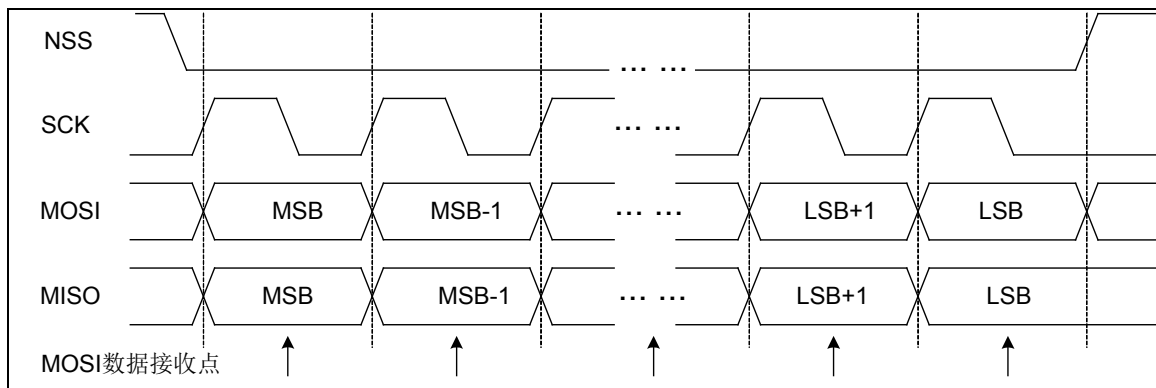 NSS
... ...
SCK
... ...
MOSI
MSB MSB-1 ... ... LSB+1 LSB
MISO
MSB MSB-1 ... ... LSB+1 LSB
MOSI数据接收点